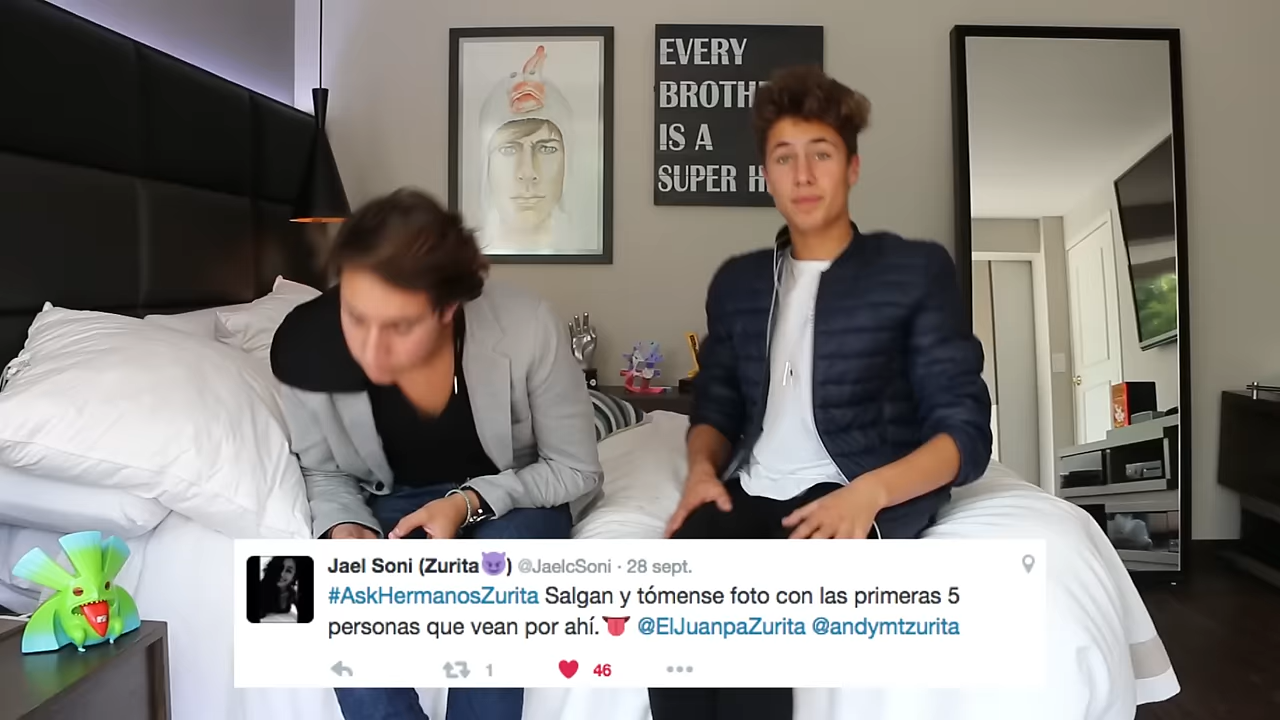 EVERY
BROTH
IS A
SUPER H
Jael Soni (Zurita😈) @JaelcSoni · 28 sept.
#AskHermanosZurita Salgan y tómense foto con las primeras 5
personas que vean por ahí.👅 @ElJuanpaZurita @andymtzurita
1
46